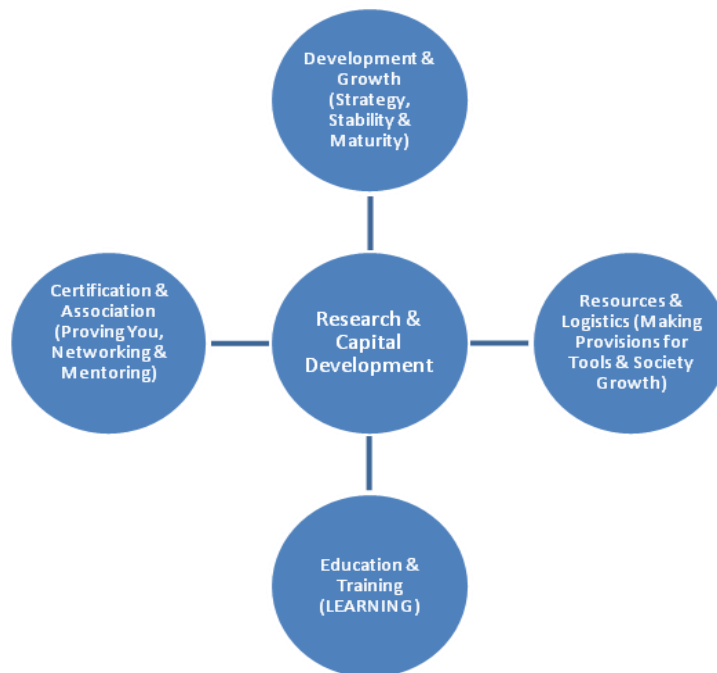 Development &
Growth
(Strategy,
Stability &
Maturity)
Certification &
Association
(Proving You,
Networking &
Mentoring)
Research &
Capital
Development
Resources &
Logistics (Making
Provisions for
Tools & Society
Growth)
Education &
Training
(LEARNING)